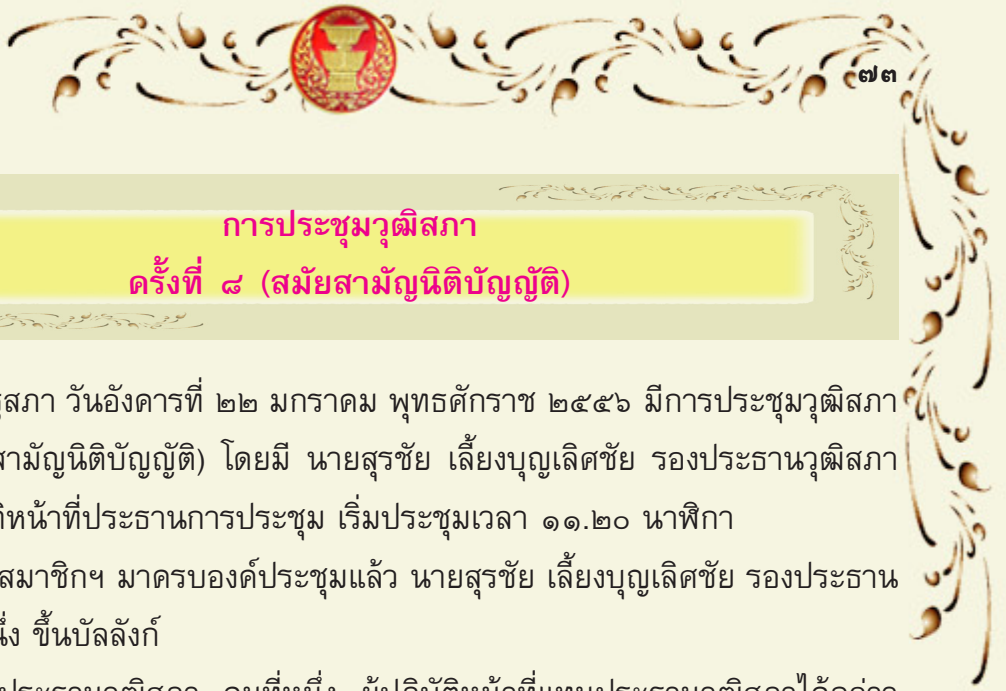 ๗๓
การประชุมวุฒิสภา
ครั้งที่ ๘ (สมัยสามัญนิติบัญญัติ)
วันอังคารที่ ๒๒ มกราคม พุทธศักราช ๒๕๕๖ มีการประชุมวุฒิสภา
สามัญนิติบัญญัติ) โดยมี นายสุรชัย เลี้ยงบุญเลิศชัย รองประธานวุฒิสภา
หน้าที่ประธานการประชุม เริ่มประชุมเวลา ๑๑.๒๐ นาฬิกา
สมาชิกฯ มาครบองค์ประชุมแล้ว นายสุรชัย เลี้ยงบุญเลิศชัย รองประธาน
ขึ้นบัลลังก์